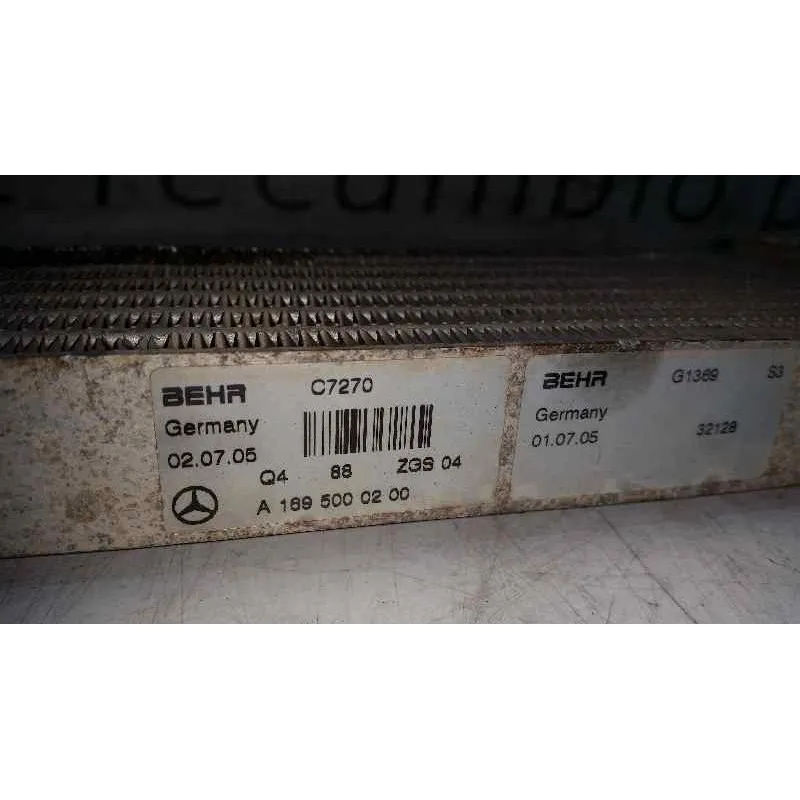 recambio
BEHR C7270
Germany
02.07.05
Q4 88 ZGS 04
A 169 500 02 00
BEHR G1369 S3
Germany
01.07.05 32128